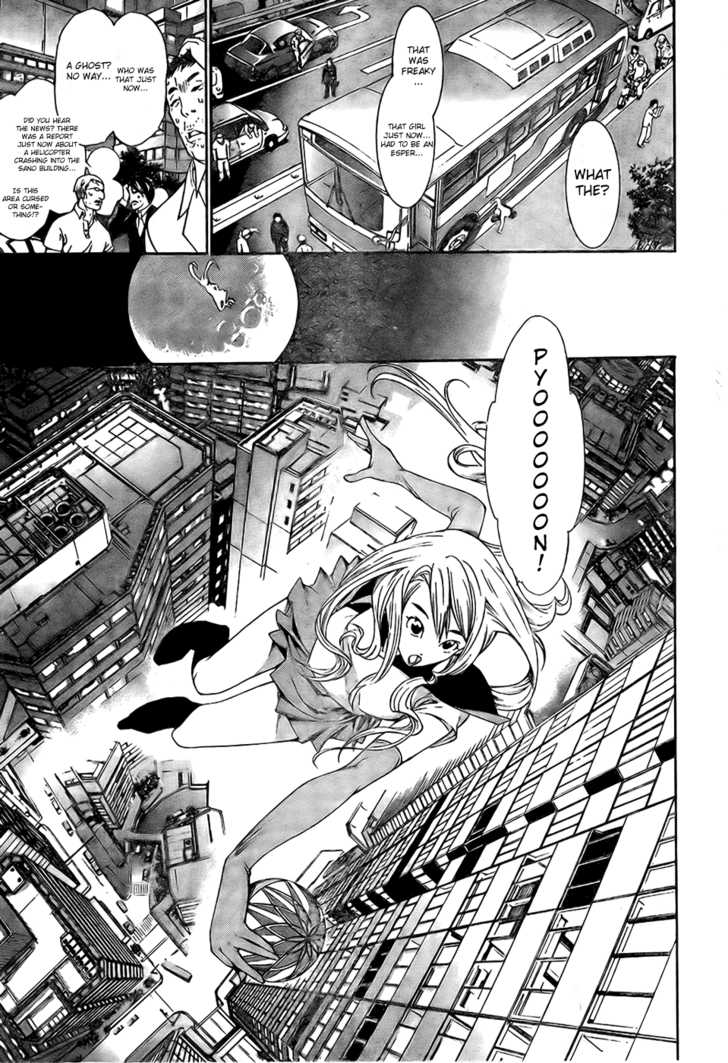 WHAT
THE?
THAT
WAS
FREAKY
...
THAT GIRL
JUST NOW...
HAD TO BE
AN
ESPER...
A GHOST?
NO WAY...
WHO WAS
THAT JUST
NOW...
DID YOU HEAR
THE NEWS? THERE
WAS A REPORT
JUST NOW ABOUT
A HELICOPTER
CRASHING INTO THE
SANO BUILDING...
IS THIS
AREA CURSED
OR SOME-
THING!?
PYOOOOOOON!